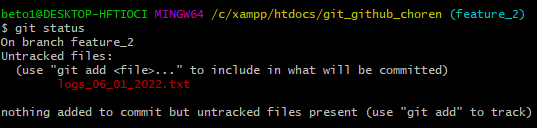 beto1@DESKTOP-HFTIOCI MINGW64 /c/xampp/htdocs/git_github_choren (feature_2)
$ git status
On branch feature_2
Untracked files:
  (use "git add <file>..." to include in what will be committed)
        logs_06_01_2022.txt

nothing added to commit but untracked files present (use "git add" to track)